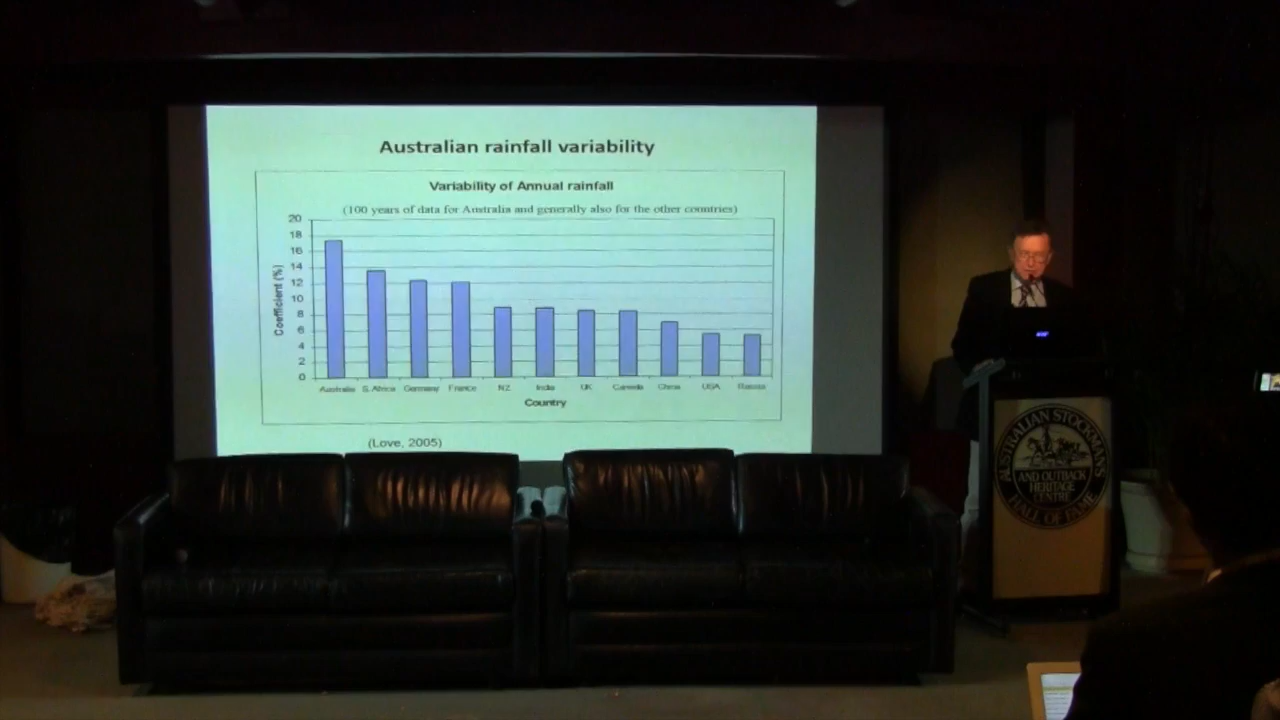 Australian rainfall variability
Variability of Annual rainfall
(100 years of data for Australia and generally also for the other countries)
20
18
16
14
12
10
8
6
4
2
0
Coefficient (%)
Australia S. Africa Germany France NZ India UK Canada China USA Russia
Country
(Love, 2005)
AUSTRALIAN STOCKMAN'S
AND OUTBACK
HERITAGE
CENTRE
HALL OF FAME